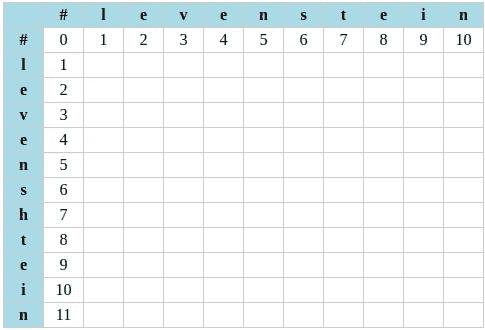 # l e v e n s t e i n
# 0 1 2 3 4 5 6 7 8 9 10
l 1
e 2
v 3
e 4
n 5
s 6
h 7
t 8
e 9
i 10
n 11